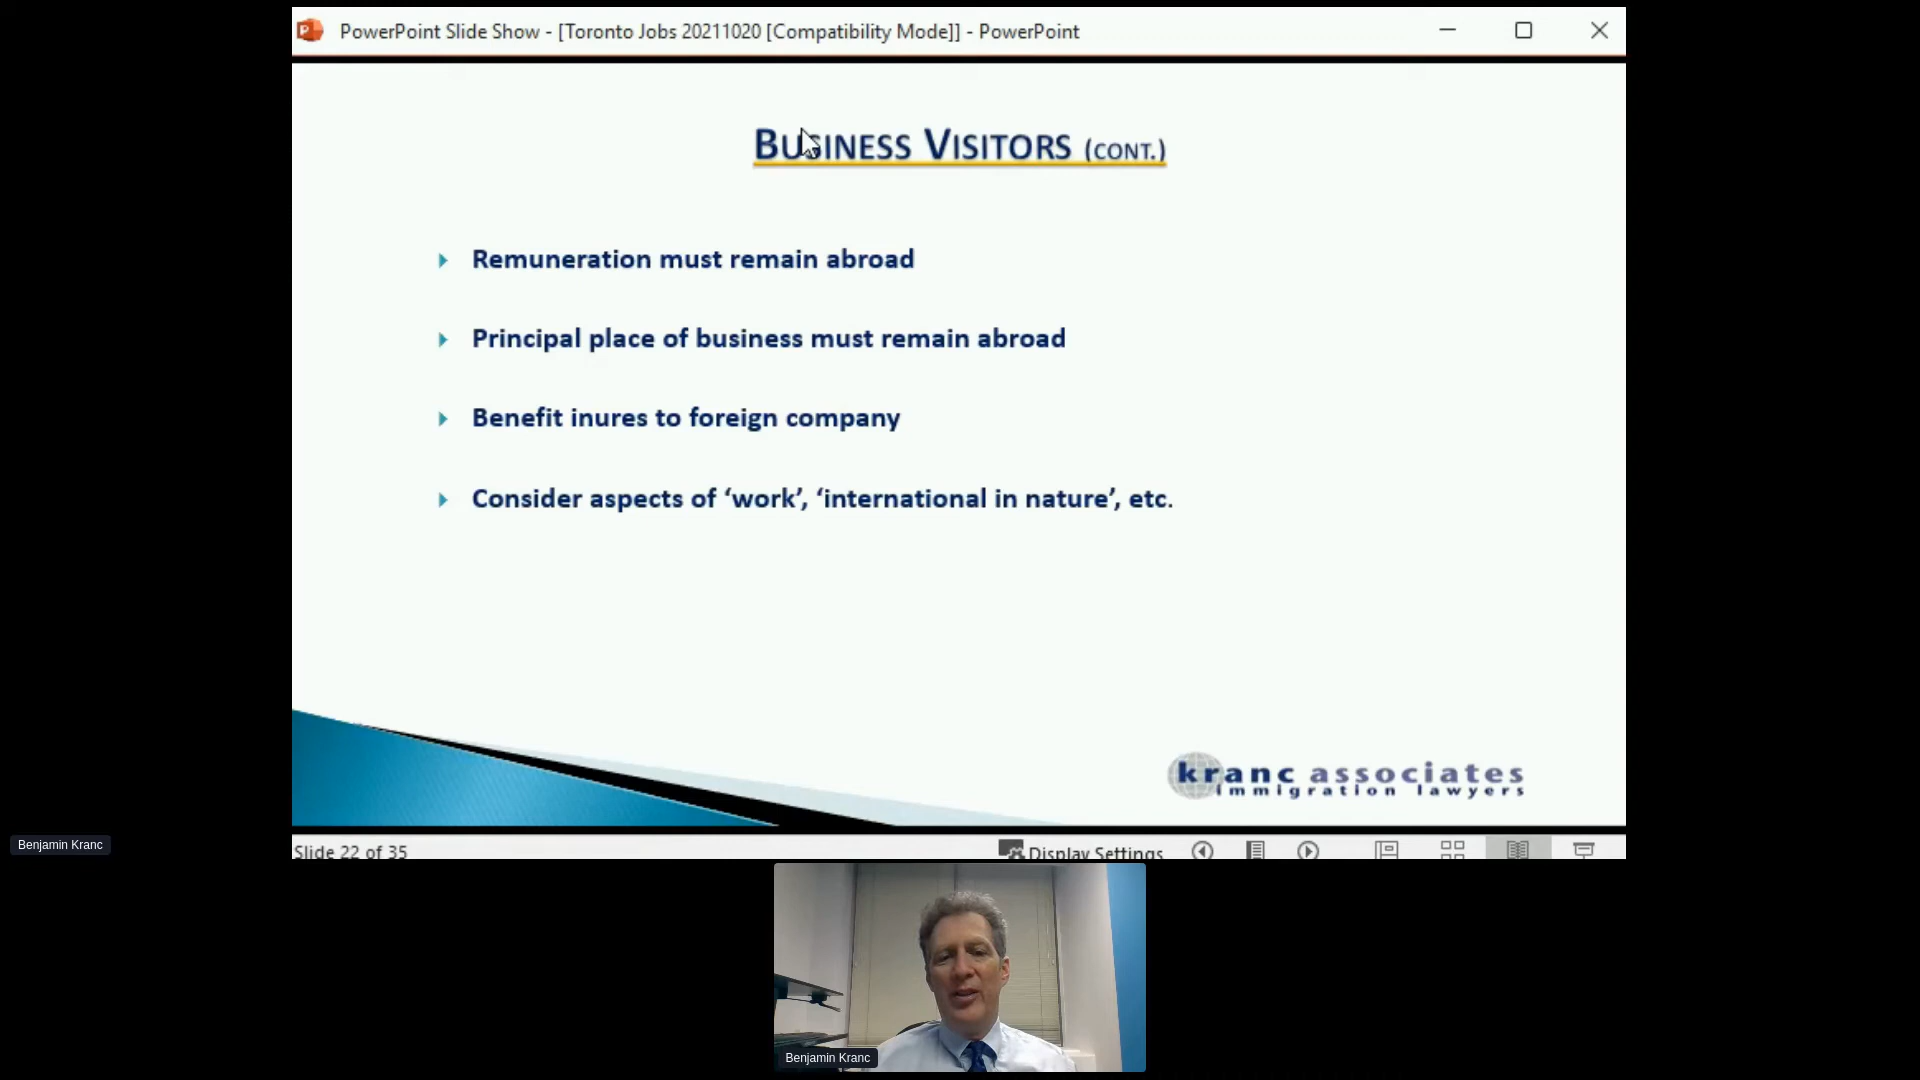 PowerPoint Slide Show - [Toronto Jobs 20211020 [Compatibility Mode]] - PowerPoint
BUSINESS VISITORS (CONT.)
Remuneration must remain abroad
Principal place of business must remain abroad
Benefit inures to foreign company
Consider aspects of ‘work’, ‘international in nature’, etc.
kranc associates
immigration lawyers
Slide 22 of 35
Display Settings
Benjamin Kranc
Benjamin Kranc